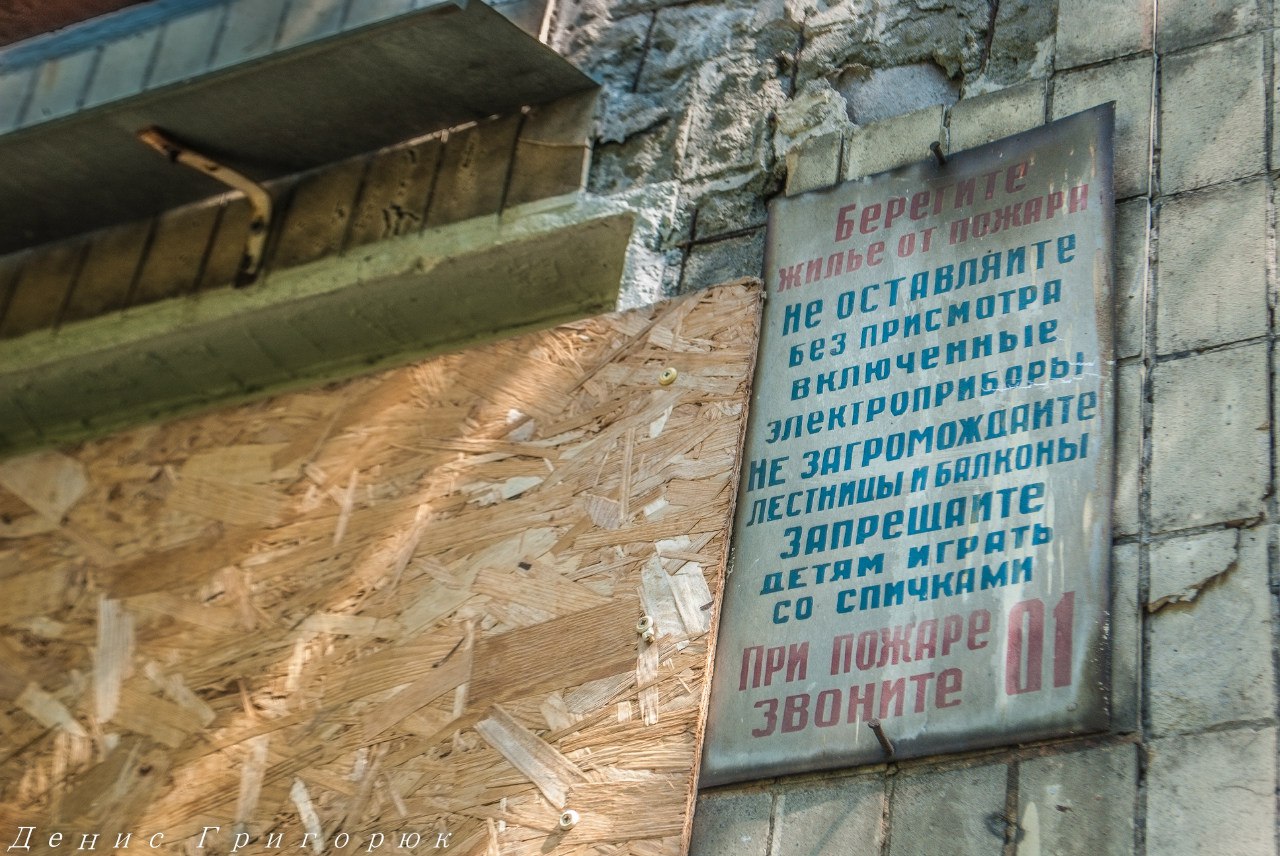 Берегите
жилье от пожара
Не оставляйте
без присмотра
включенные
электроприборы
Не загромождайте
лестницы и балконы
Запрещайте
детям играть
со спичками
При пожаре 01
звоните
Денис Григорюк